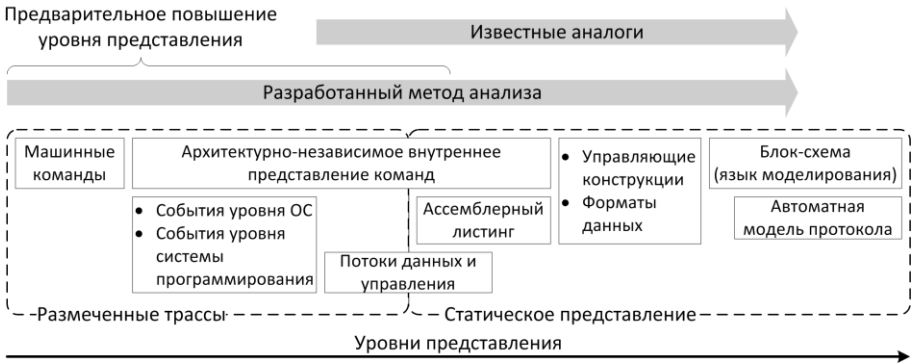 Предварительное повышение
уровня представления
Известные аналоги
Разработанный метод анализа
Машинные
команды
Архитектурно-независимое внутреннее
представление команд
• События уровня ОС
• События уровня
системы
программирования
Потоки данных и
управления
Ассемблерный
листинг
• Управляющие
конструкции
• Форматы
данных
Блок-схема
(язык моделирования)
Автоматная
модель протокола
Размеченные трассы
Статическое представление
Уровни представления